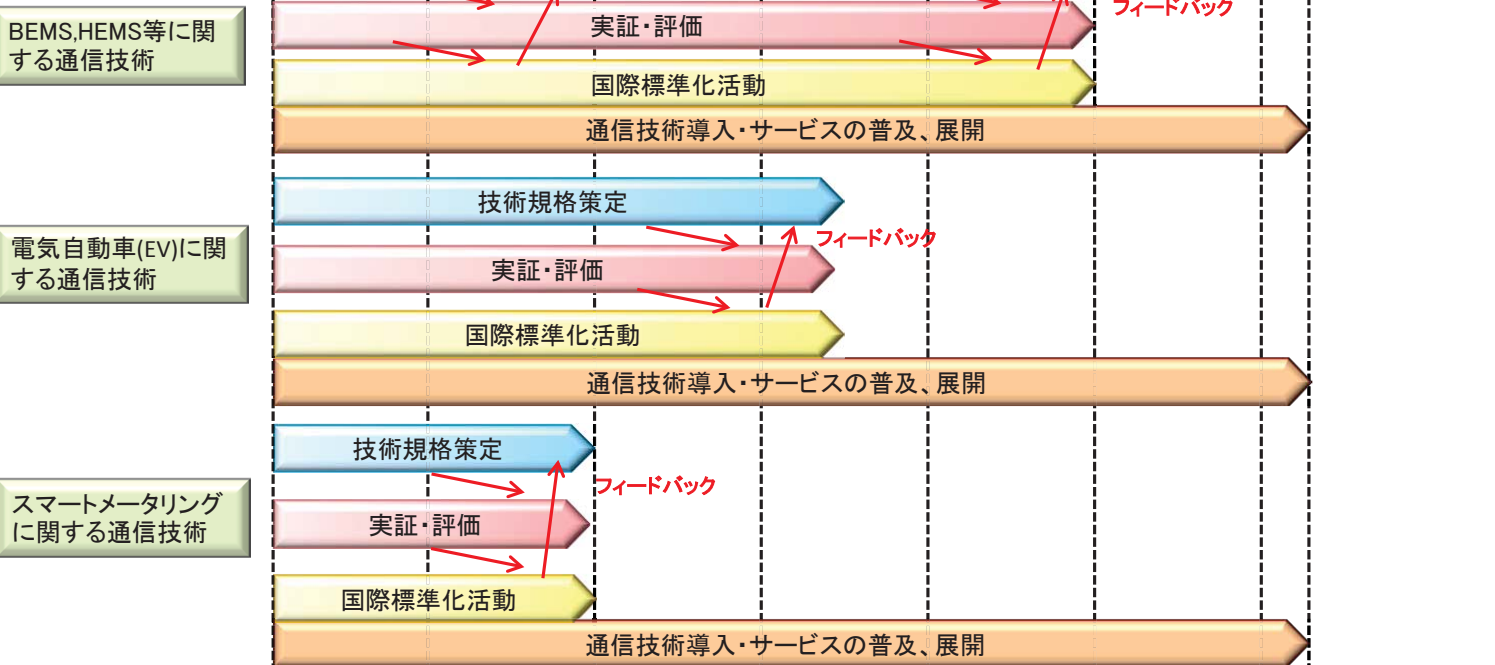 フィードバック
BEMS,HEMS等に関
する通信技術
実証・評価
国際標準化活動
通信技術導入・サービスの普及、展開
技術規格策定
電気自動車(EV)に関
する通信技術
フィードバック
実証・評価
国際標準化活動
通信技術導入・サービスの普及、展開
技術規格策定
スマートメータリング
に関する通信技術
フィードバック
実証・評価
国際標準化活動
通信技術導入・サービスの普及、展開